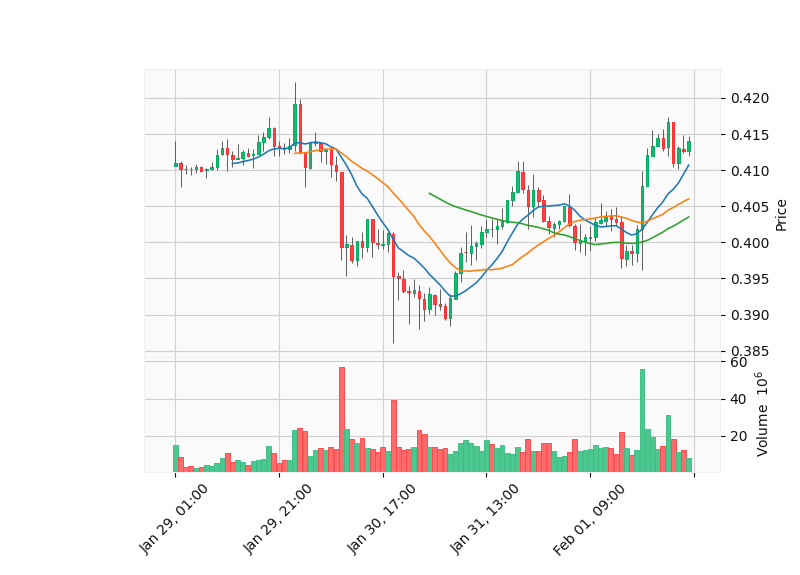 0.420
0.415
0.410
0.405
0.400
0.395
0.390
0.385
Price
60
40
20
Volume 10^6
Jan 29, 01:00
Jan 29, 21:00
Jan 30, 17:00
Jan 31, 13:00
Feb 01, 09:00